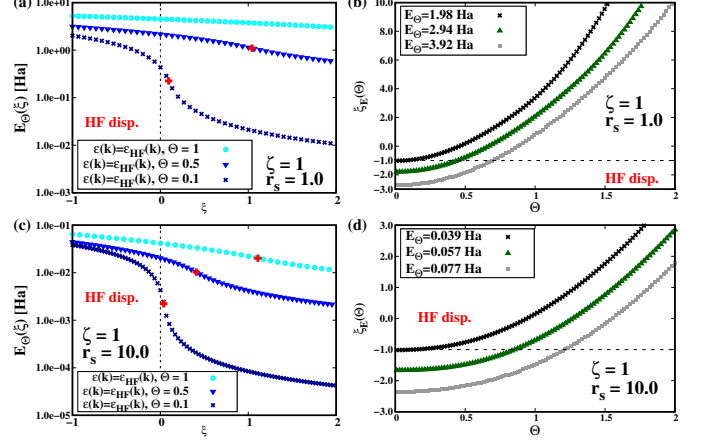 (a)
1.0e+01
1.0e+00
1.0e-01
1.0e-02
1.0e-03
E_Θ(ξ) [Ha]
HF disp.
ε(k)=ε_HF(k), Θ = 1
ε(k)=ε_HF(k), Θ = 0.5
ε(k)=ε_HF(k), Θ = 0.1
ζ = 1
r_s = 1.0
-1 0 1 2
ξ
(b)
10.0
8.0
6.0
4.0
2.0
0.0
-1.0
-3.0
ξ_E(Θ)
E_Θ=1.98 Ha
E_Θ=2.94 Ha
E_Θ=3.92 Ha
ζ = 1
r_s = 1.0
HF disp.
0.0 0.5 1.0 1.5 2
Θ
(c)
1.0e-01
1.0e-02
1.0e-03
1.0e-04
1.0e-05
E_Θ(ξ) [Ha]
HF disp.
ζ = 1
r_s = 10.0
ε(k)=ε_HF(k), Θ = 1
ε(k)=ε_HF(k), Θ = 0.5
ε(k)=ε_HF(k), Θ = 0.1
-1 0 1 2
ξ
(d)
3.0
2.0
1.0
0.0
-1.0
-2.0
-3.0
ξ_E(Θ)
E_Θ=0.039 Ha
E_Θ=0.057 Ha
E_Θ=0.077 Ha
HF disp.
ζ = 1
r_s = 10.0
0.0 0.5 1.0 1.5 2
Θ